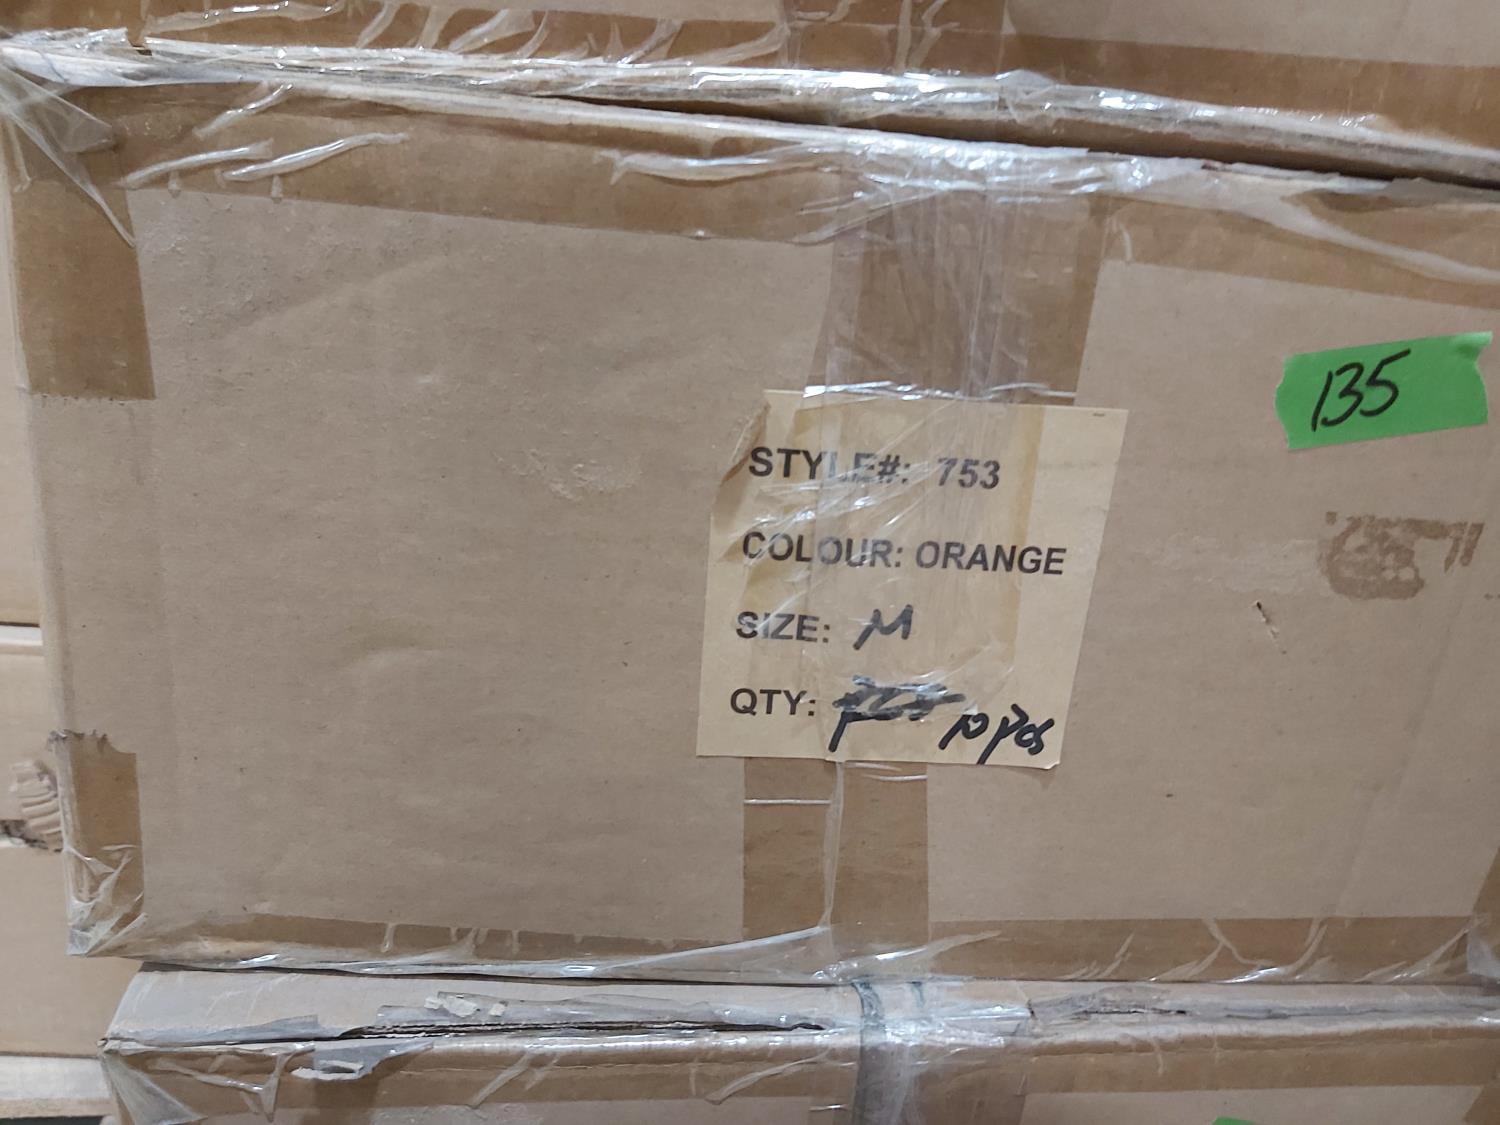 135
STYLE#: 753
COLOUR: ORANGE
SIZE: M
QTY: 10 Pcs